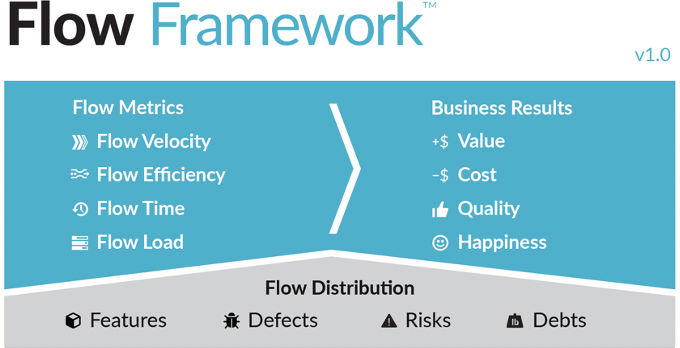 Flow Framework™
v1.0
Flow Metrics
Flow Velocity
Flow Efficiency
Flow Time
Flow Load
Business Results
+$ Value
−$ Cost
Quality
Happiness
Flow Distribution
Features
Defects
Risks
lb Debts